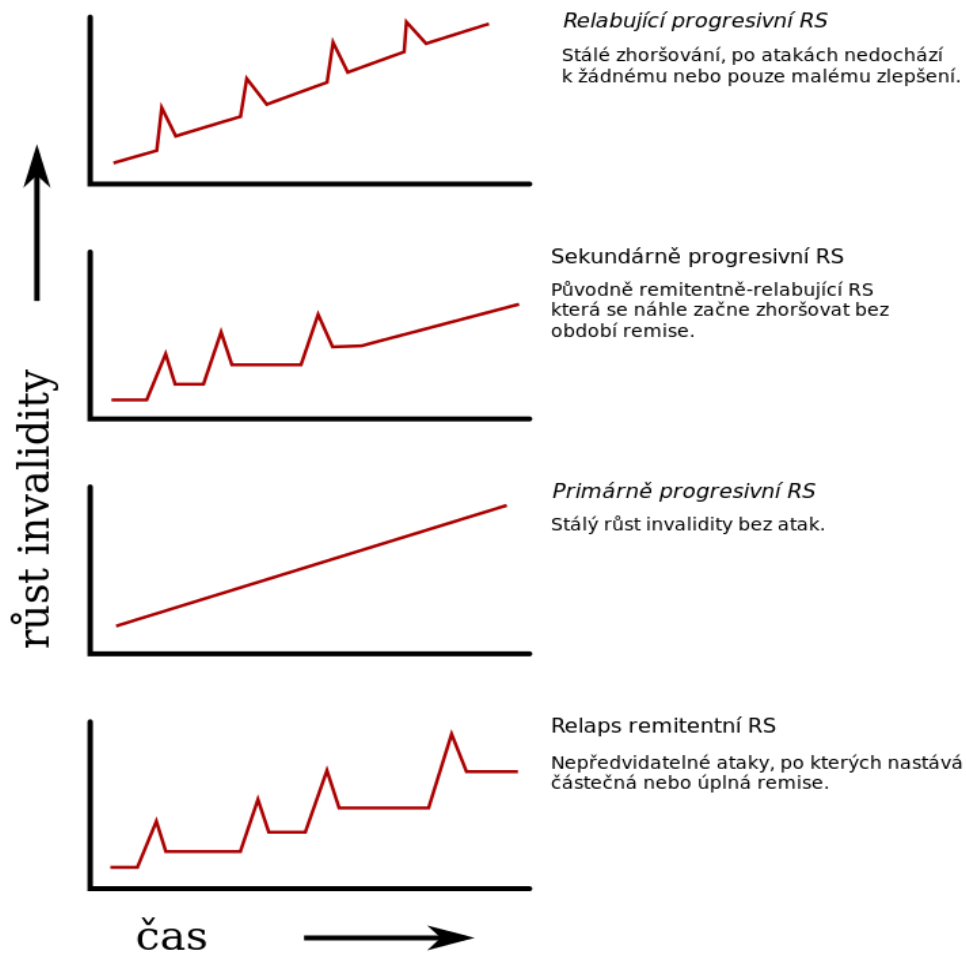 Relabující progresivní RS
Stálé zhoršování, po atakách nedochází
k žádnému nebo pouze malému zlepšení.
Sekundárně progresivní RS
Původně remitentně-relabující RS
která se náhle začne zhoršovat bez
období remise.
růst invalidity
Primárně progresivní RS
Stálý růst invalidity bez atak.
Relaps remitentní RS
Nepředvidatelné ataky, po kterých nastává
částečná nebo úplná remise.
čas